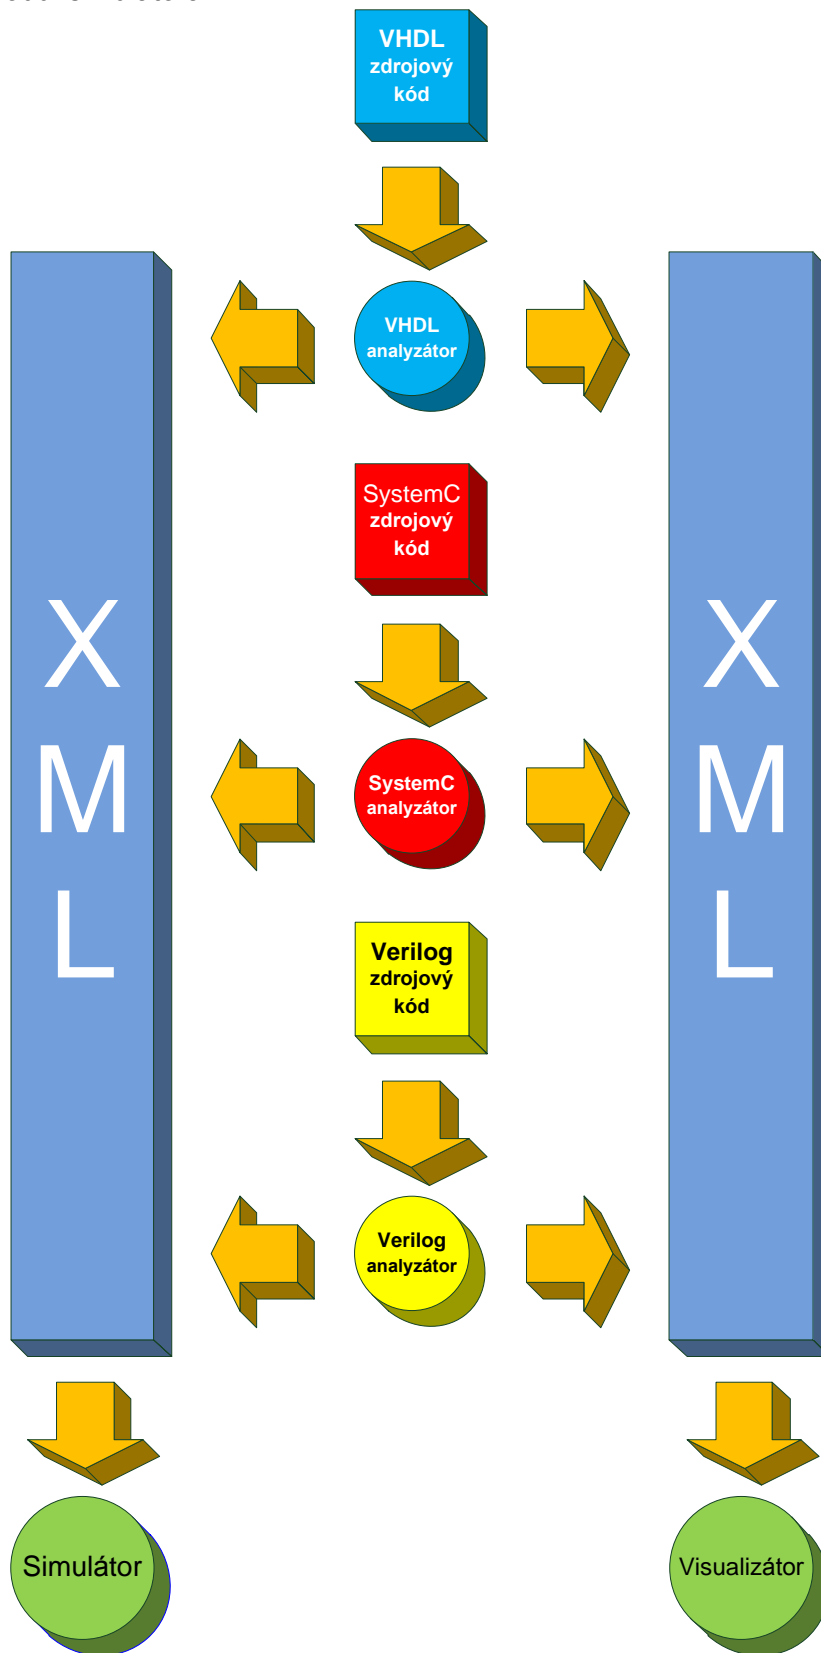 VHDL
zdrojový
kód
VHDL
analyzátor
SystemC
zdrojový
kód
X
M
L
X
M
L
SystemC
analyzátor
Verilog
zdrojový
kód
Verilog
analyzátor
Simulátor
Visualizátor